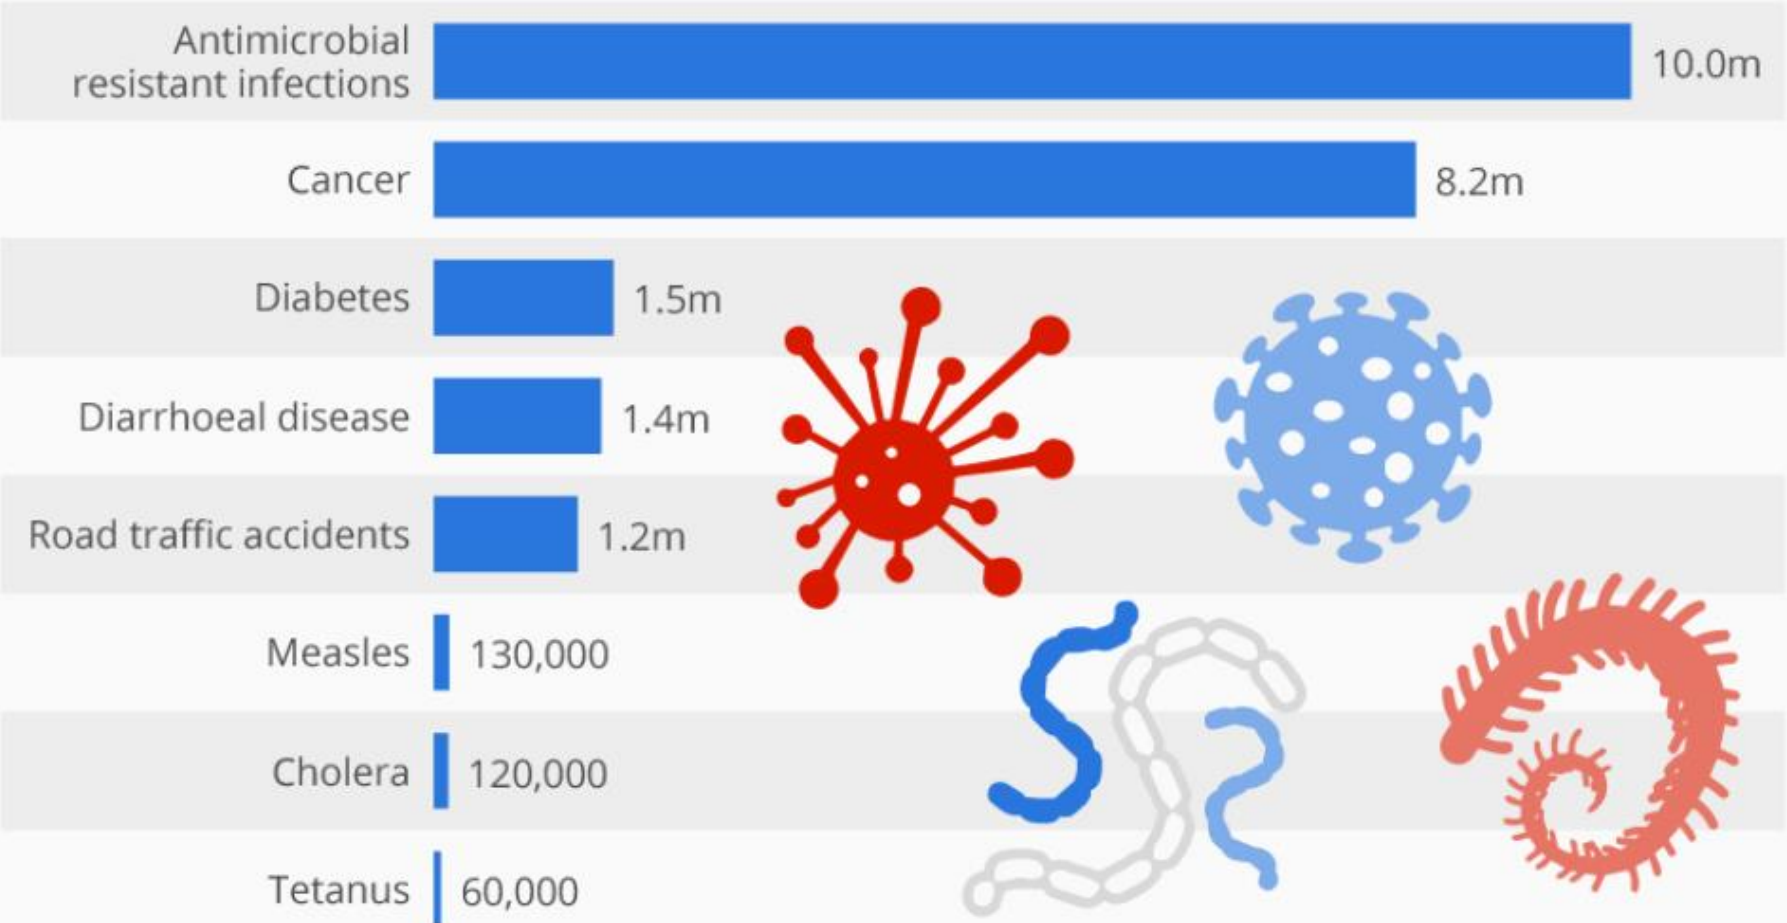 Antimicrobial
resistant infections 10.0m
Cancer 8.2m
Diabetes 1.5m
Diarrhoeal disease 1.4m
Road traffic accidents 1.2m
Measles 130,000
Cholera 120,000
Tetanus 60,000